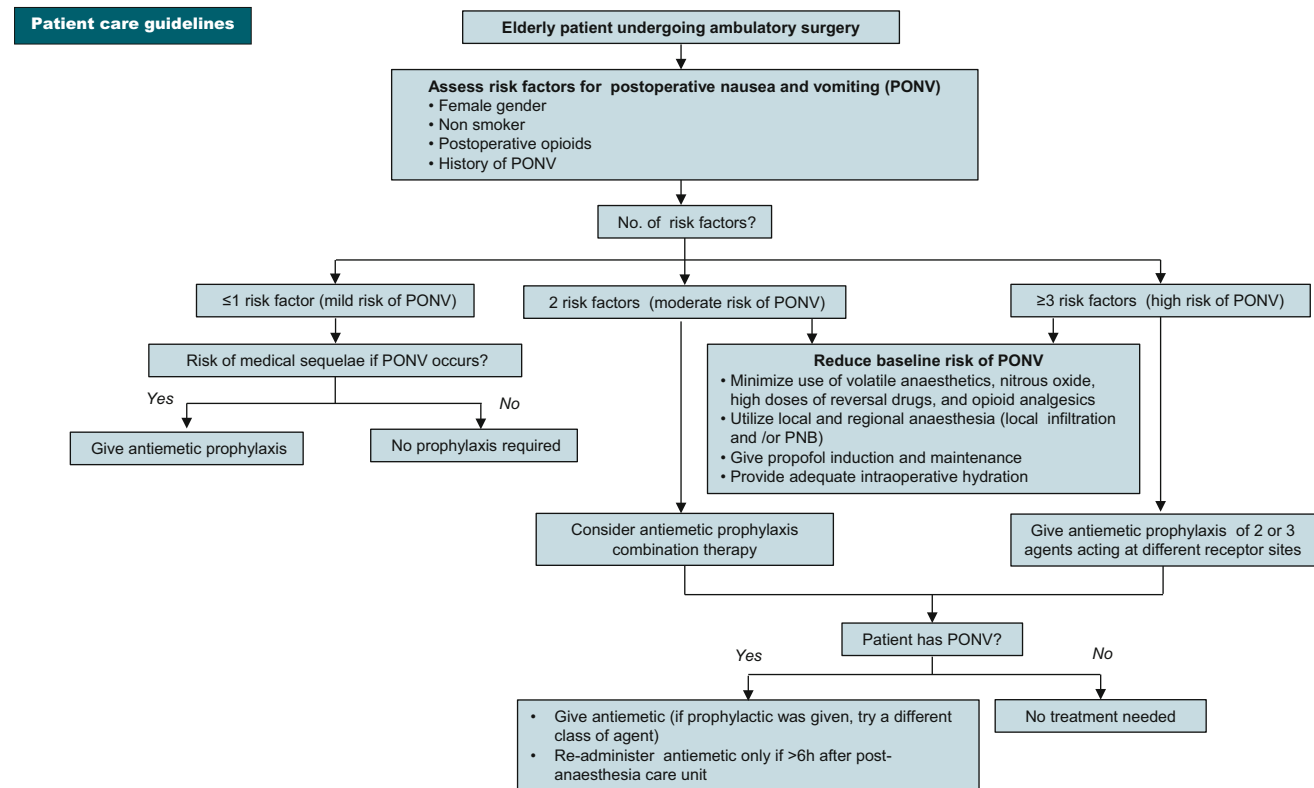 Patient care guidelines
Elderly patient undergoing ambulatory surgery
Assess risk factors for postoperative nausea and vomiting (PONV)
• Female gender
• Non smoker
• Postoperative opioids
• History of PONV
No. of risk factors?
≤1 risk factor (mild risk of PONV)
2 risk factors (moderate risk of PONV)
≥3 risk factors (high risk of PONV)
Risk of medical sequelae if PONV occurs?
Yes
No
Give antiemetic prophylaxis
No prophylaxis required
Reduce baseline risk of PONV
• Minimize use of volatile anaesthetics, nitrous oxide,
high doses of reversal drugs, and opioid analgesics
• Utilize local and regional anaesthesia (local infiltration
and /or PNB)
• Give propofol induction and maintenance
• Provide adequate intraoperative hydration
Consider antiemetic prophylaxis
combination therapy
Give antiemetic prophylaxis of 2 or 3
agents acting at different receptor sites
Patient has PONV?
Yes
No
• Give antiemetic (if prophylactic was given, try a different
class of agent)
• Re-administer antiemetic only if >6h after post-
anaesthesia care unit
No treatment needed